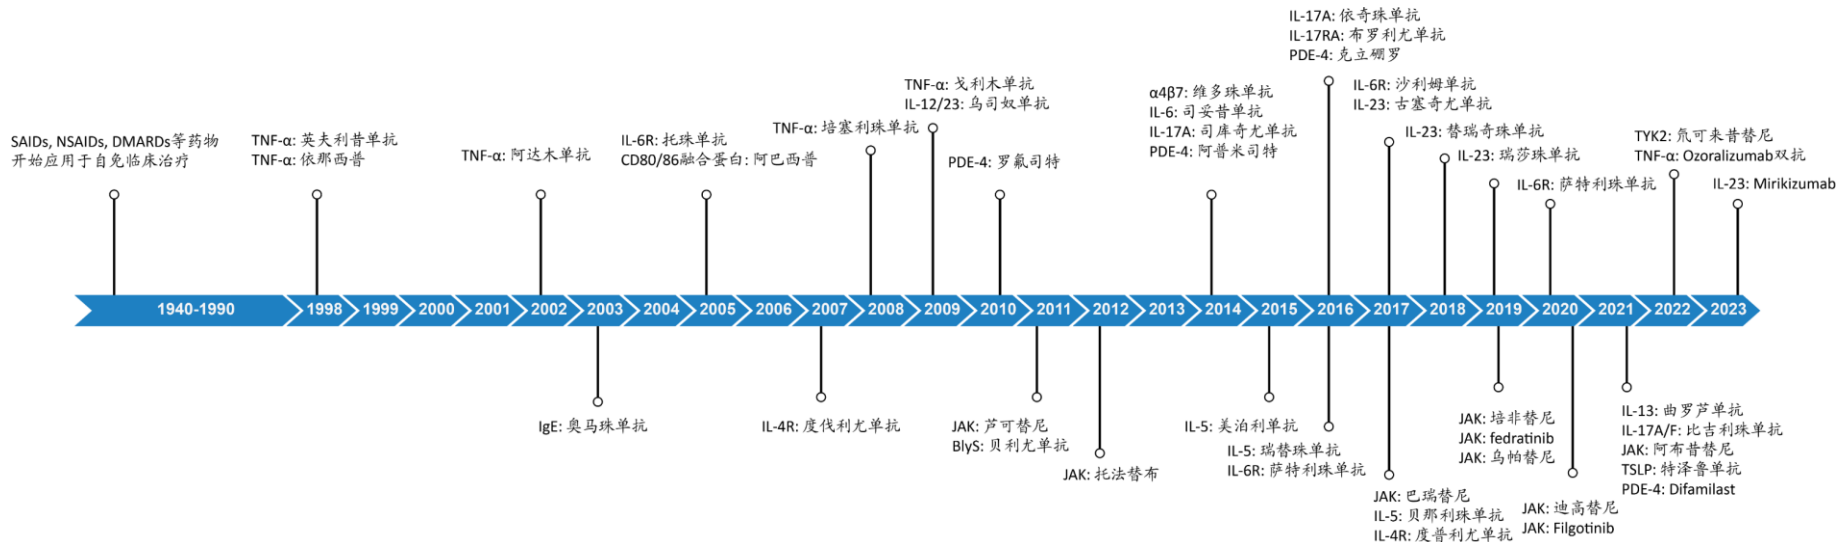 SAIDs, NSAIDs, DMARDs等药物
开始应用于自免临床治疗
TNF-α: 英夫利昔单抗
TNF-α: 依那西普
TNF-α: 阿达木单抗
IL-6R: 托珠单抗
CD80/86融合蛋白: 阿巴西普
TNF-α: 培塞利珠单抗
TNF-α: 戈利木单抗
IL-12/23: 乌司奴单抗
PDE-4: 罗氟司特
α4β7: 维多珠单抗
IL-6: 司妥昔单抗
IL-17A: 司库奇尤单抗
PDE-4: 阿普米司特
IL-17A: 依奇珠单抗
IL-17RA: 布罗利尤单抗
PDE-4: 克立硼罗
IL-6R: 沙利姆单抗
IL-23: 古塞奇尤单抗
IL-23: 替瑞奇珠单抗
IL-23: 瑞莎珠单抗
IL-6R: 萨特利珠单抗
TYK2: 氘可来昔替尼
TNF-α: Ozoralizumab双抗
IL-23: Mirikizumab
1940-1990
1998
1999
2000
2001
2002
2003
2004
2005
2006
2007
2008
2009
2010
2011
2012
2013
2014
2015
2016
2017
2018
2019
2020
2021
2022
2023
IgE: 奥马珠单抗
IL-4R: 度伐利尤单抗
JAK: 芦可替尼
BlyS: 贝利尤单抗
JAK: 托法替布
IL-5: 美泊利单抗
IL-5: 瑞替珠单抗
IL-6R: 萨特利珠单抗
JAK: 巴瑞替尼
IL-5: 贝那利珠单抗
IL-4R: 度普利尤单抗
JAK: 培非替尼
JAK: fedratinib
JAK: 乌帕替尼
JAK: 迪高替尼
JAK: Filgotinib
IL-13: 曲罗芦单抗
IL-17A/F: 比吉利珠单抗
JAK: 阿布昔替尼
TSLP: 特泽鲁单抗
PDE-4: Difamilast